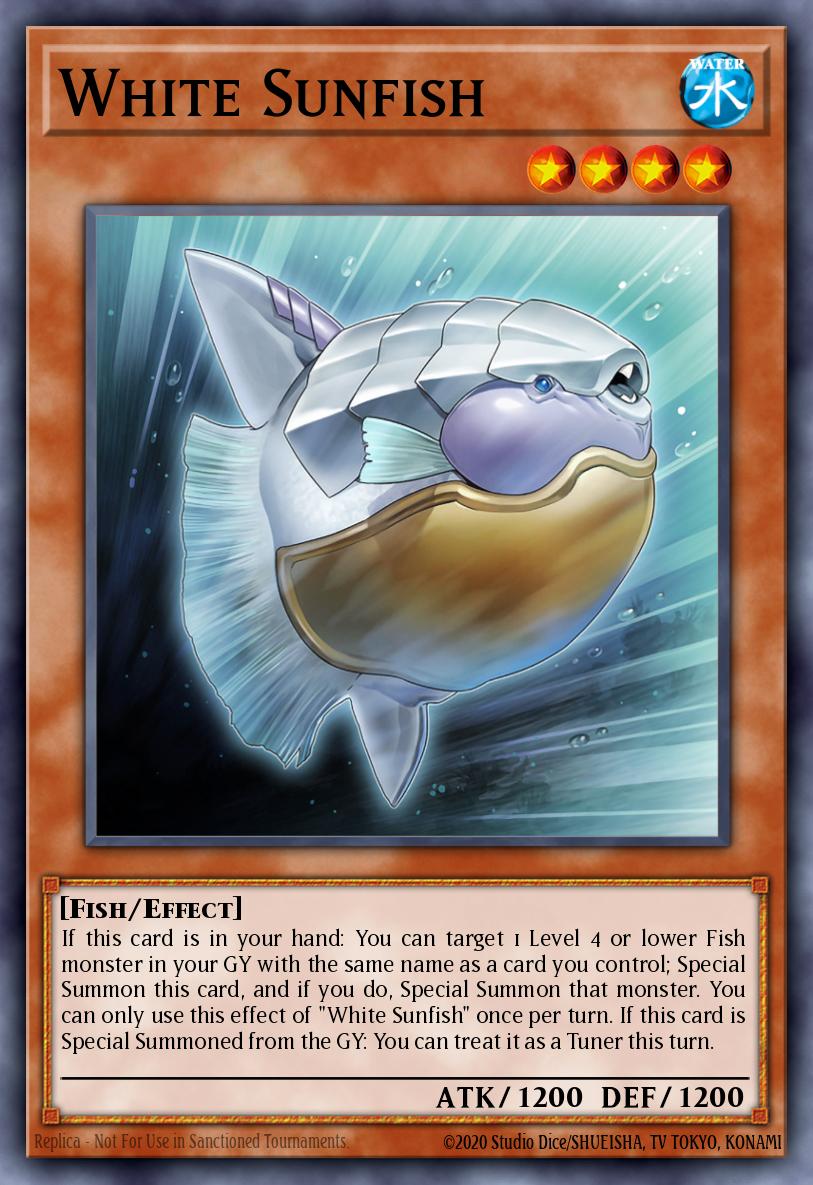 White Sunfish
WATER
水
[Fish/Effect]
If this card is in your hand: You can target 1 Level 4 or lower Fish
monster in your GY with the same name as a card you control; Special
Summon this card, and if you do, Special Summon that monster. You
can only use this effect of "White Sunfish" once per turn. If this card is
Special Summoned from the GY: You can treat it as a Tuner this turn.
ATK/1200 DEF/1200
Replica - Not For Use in Sanctioned Tournaments.
©2020 Studio Dice/SHUEISHA, TV TOKYO, KONAMI